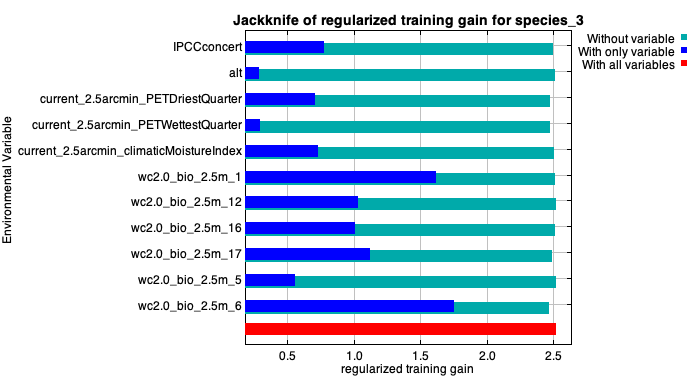 Jackknife of regularized training gain for species_3
Without variable
With only variable
With all variables
Environmental Variable
IPCCconcert
alt
current_2.5arcmin_PETDriestQuarter
current_2.5arcmin_PETWettestQuarter
current_2.5arcmin_climaticMoistureIndex
wc2.0_bio_2.5m_1
wc2.0_bio_2.5m_12
wc2.0_bio_2.5m_16
wc2.0_bio_2.5m_17
wc2.0_bio_2.5m_5
wc2.0_bio_2.5m_6
0.5 1.0 1.5 2.0 2.5
regularized training gain